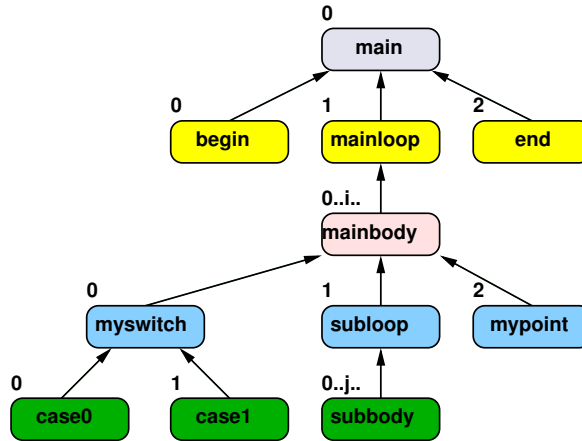 0
main
0 1 2
begin mainloop end
0..i..
mainbody
0 1 2
myswitch subloop mypoint
0 1 0..j..
case0 case1 subbody